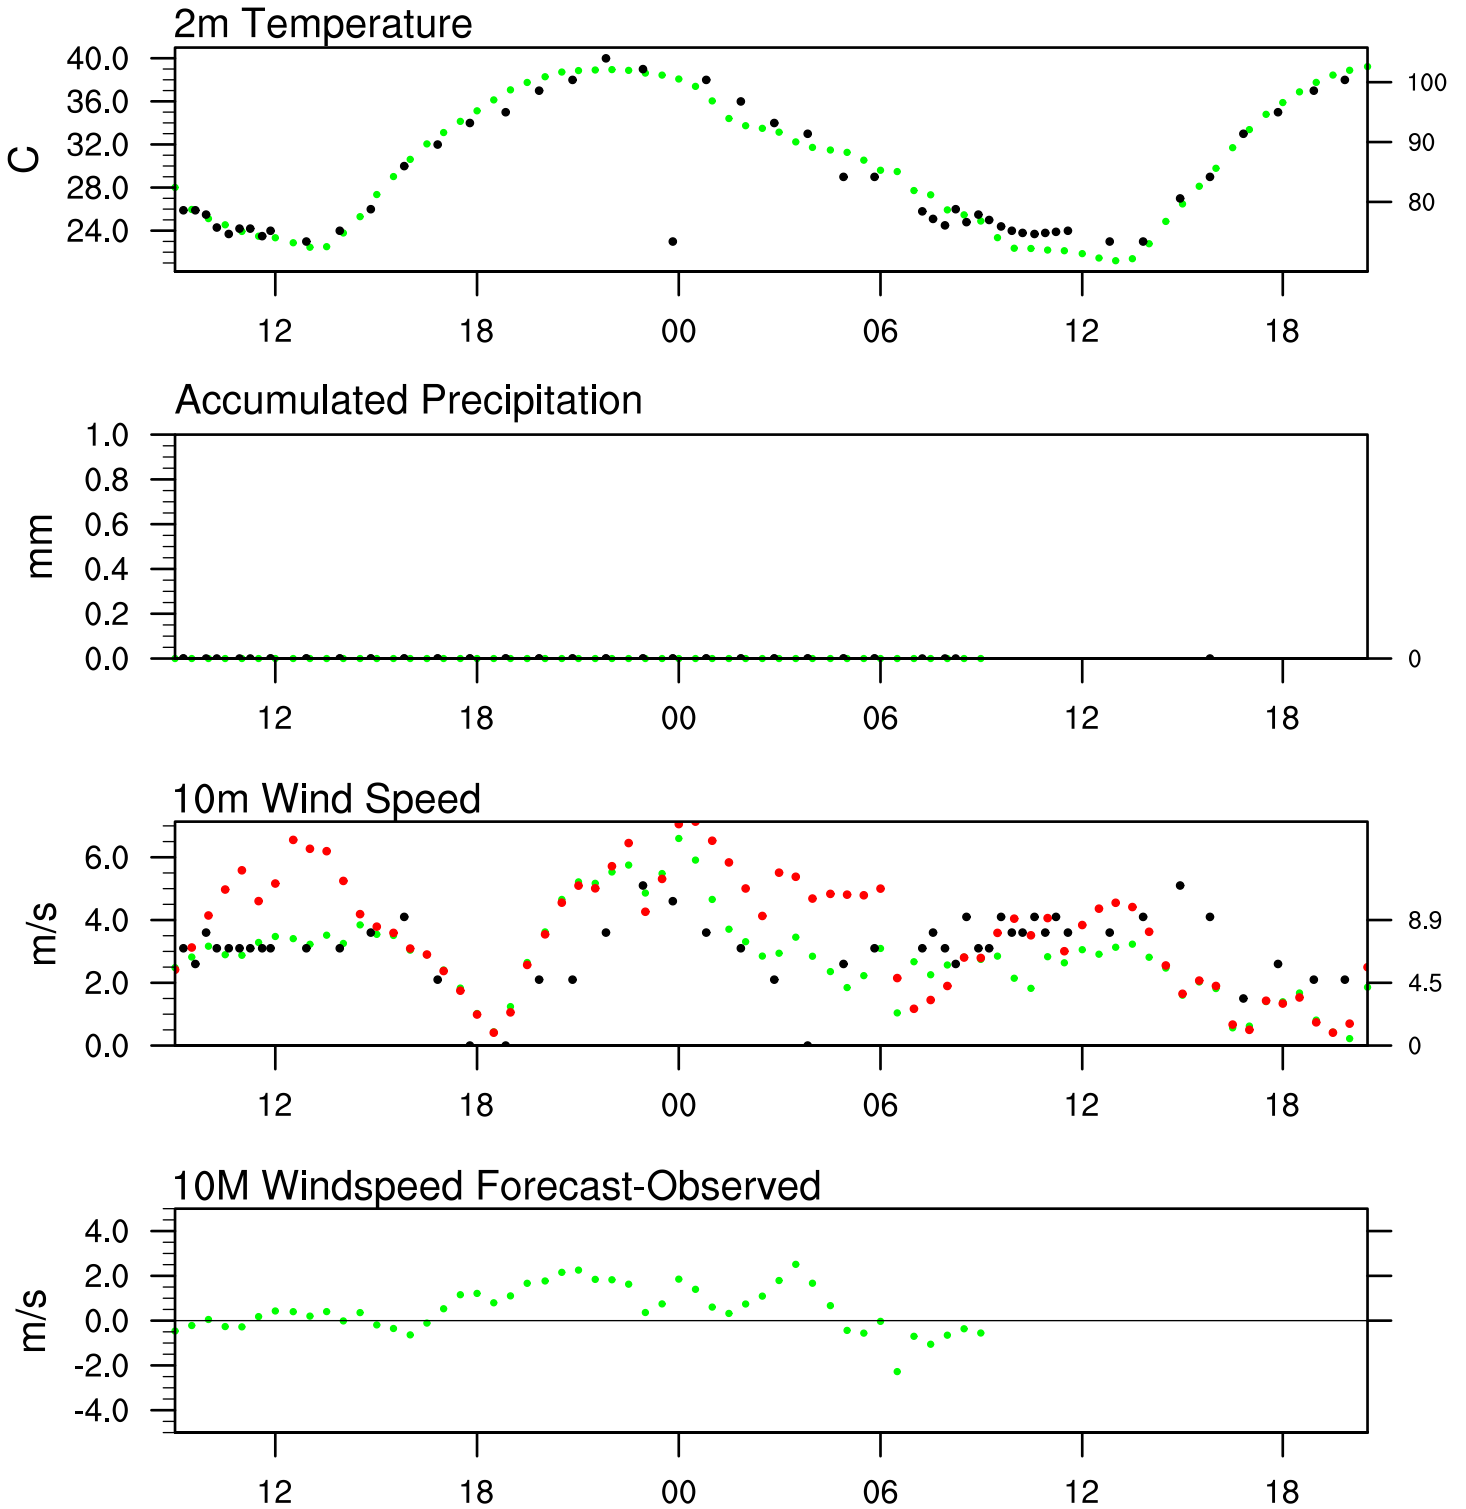 2m Temperature
40.0
36.0
32.0
28.0
24.0
C
100
90
80
12 18 00 06 12 18
Accumulated Precipitation
1.0
0.8
0.6
0.4
0.2
0.0
mm
0
12 18 00 06 12 18
10m Wind Speed
6.0
4.0
2.0
0.0
m/s
8.9
4.5
0
12 18 00 06 12 18
10M Windspeed Forecast-Observed
4.0
2.0
0.0
-2.0
-4.0
m/s
12 18 00 06 12 18